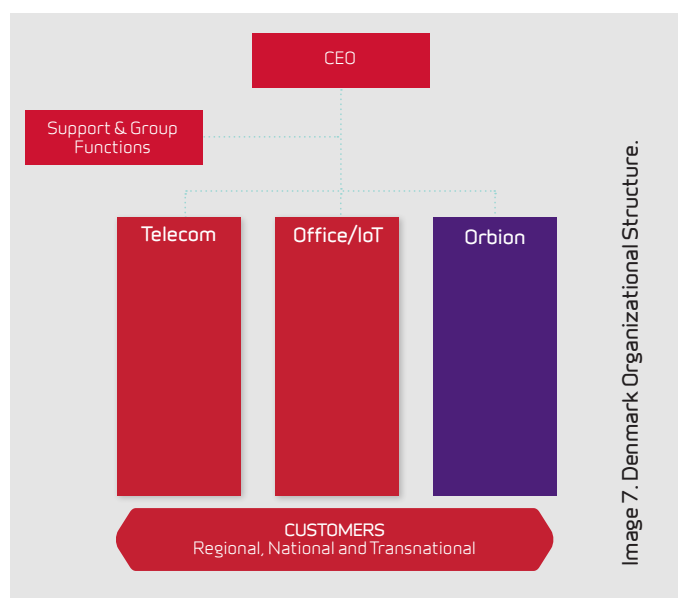 CEO
Support & Group
Functions
Telecom
Office/IoT
Orbion
CUSTOMERS
Regional, National and Transnational
Image 7. Denmark Organizational Structure.